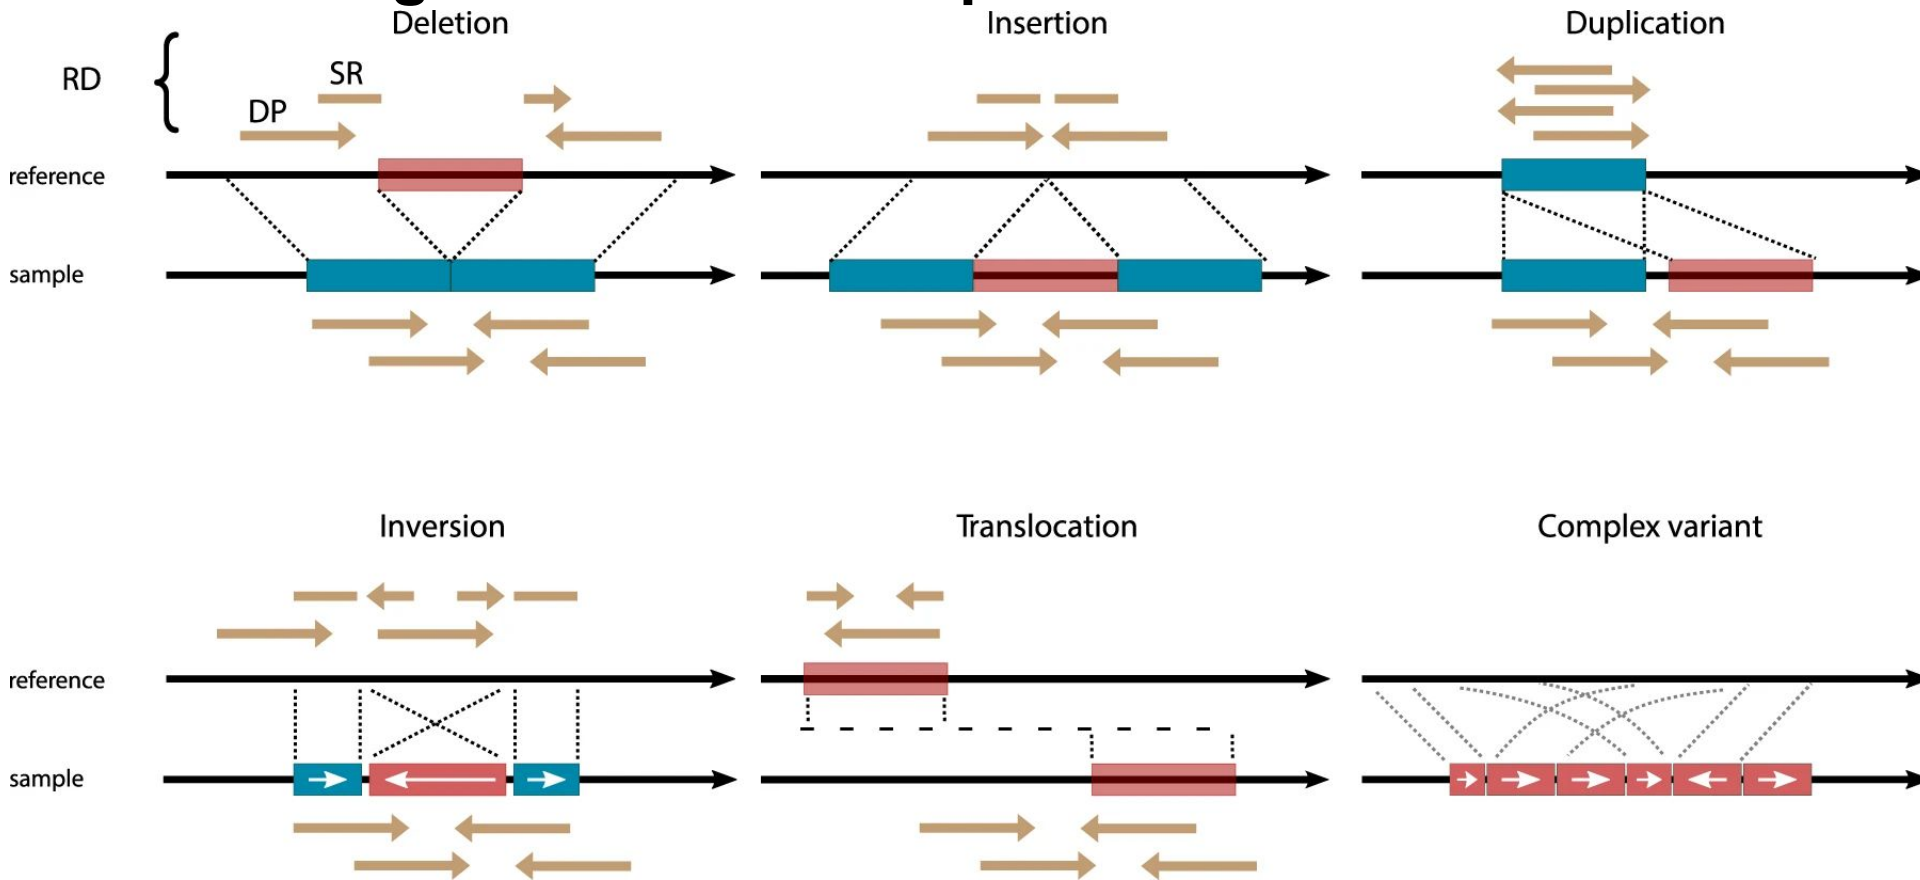 Deletion
Insertion
Duplication
RD
SR
DP
reference
sample
Inversion
Translocation
Complex variant
reference
sample